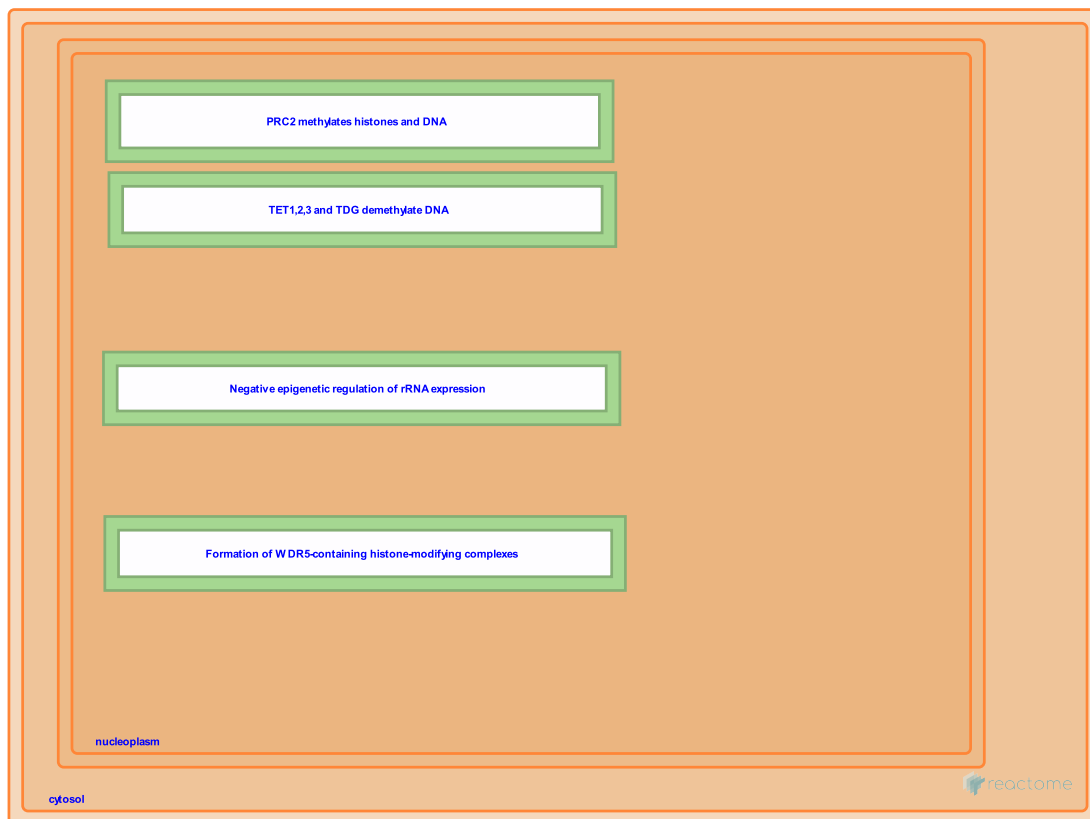 PRC2 methylates histones and DNA
TET1,2,3 and TDG demethylate DNA
Negative epigenetic regulation of rRNA expression
Formation of WDR5-containing histone-modifying complexes
nucleoplasm
reactome
cytosol